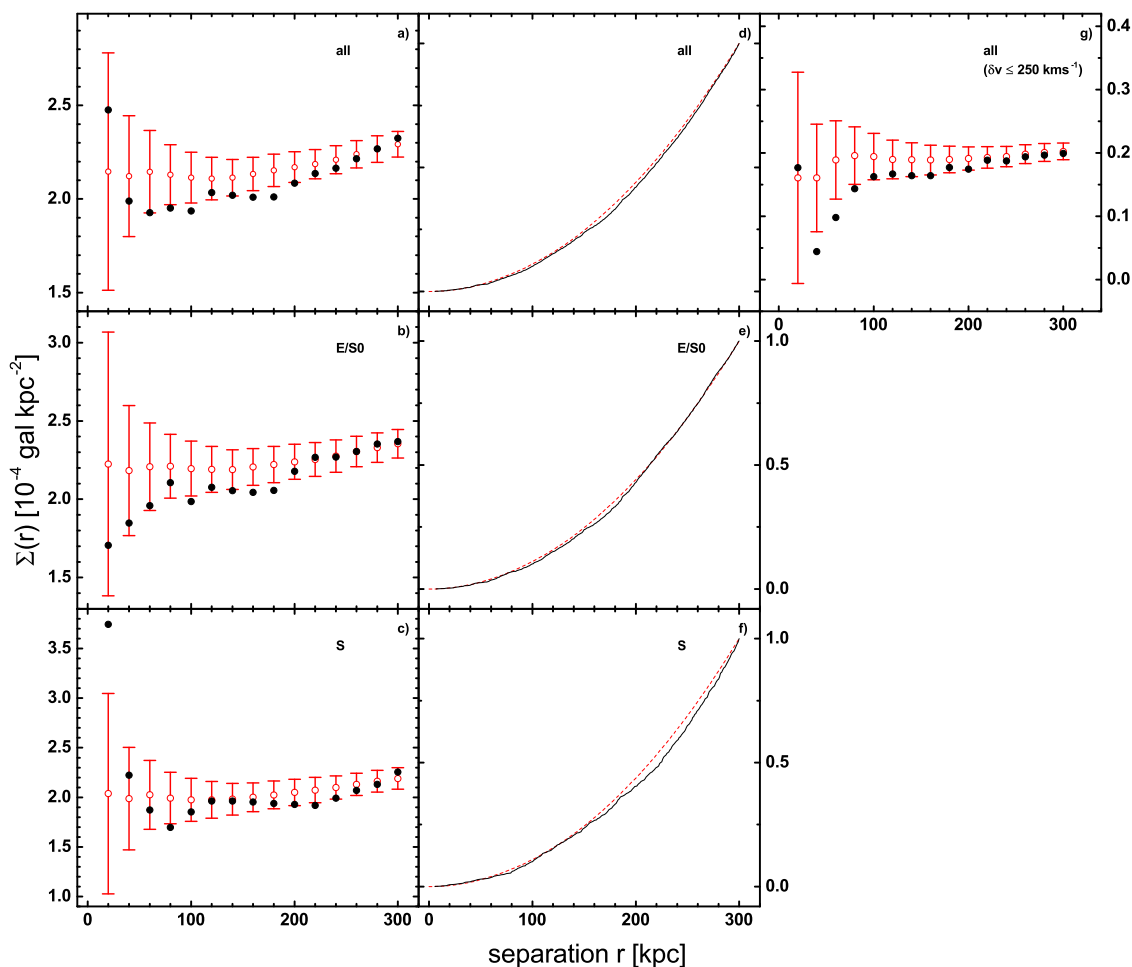 a)
all
2.5
2.0
1.5
d)
all
g)
all
(δv ≤ 250 kms⁻¹)
0.4
0.3
0.2
0.1
0.0
0 100 200 300
b)
E/S0
3.0
2.5
2.0
1.5
e)
E/S0
1.0
0.5
0.0
c)
S
3.5
3.0
2.5
2.0
1.5
1.0
0 100 200 300
f)
S
1.0
0.5
0.0
0 100 200 300
Σ(r) [10⁻⁴ gal kpc⁻²]
separation r [kpc]